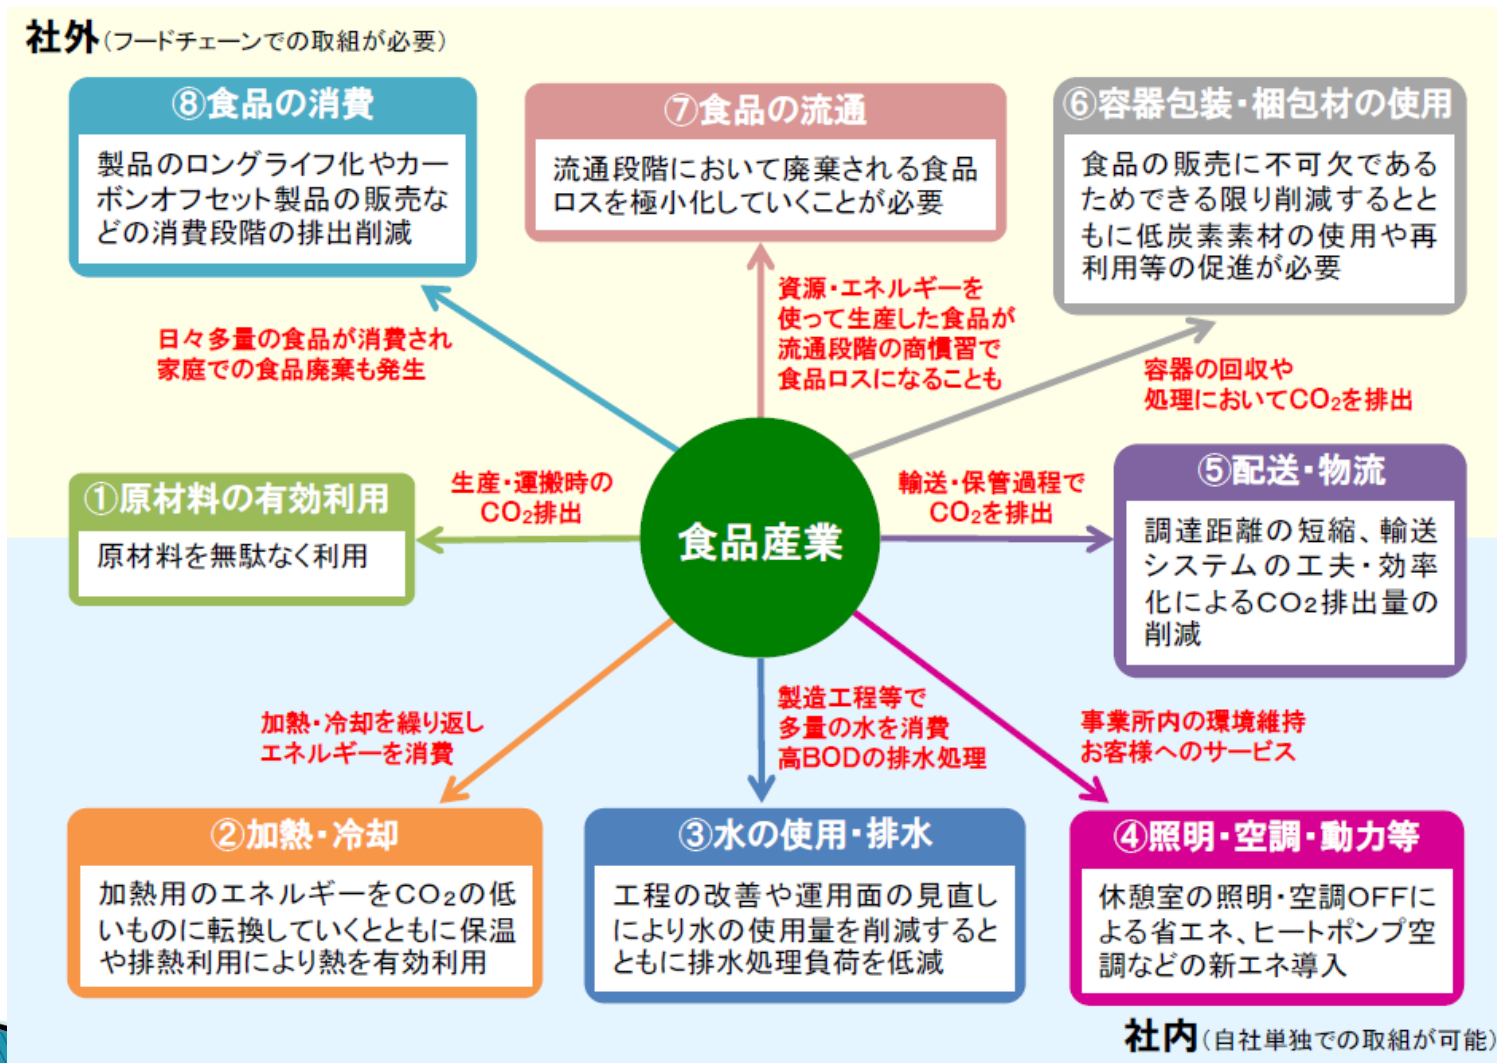 社外（フードチェーンでの取組が必要）
⑧食品の消費
製品のロングライフ化やカー
ボンオフセット製品の販売な
どの消費段階の排出削減
⑦食品の流通
流通段階において廃棄される食品
ロスを極小化していくことが必要
⑥容器包装・梱包材の使用
食品の販売に不可欠である
ためできる限り削減するとと
もに低炭素素材の使用や再
利用等の促進が必要
日々多量の食品が消費され
家庭での食品廃棄も発生
資源・エネルギーを
使って生産した食品が
流通段階の商慣習で
食品ロスになることも
容器の回収や
処理においてCO₂を排出
①原材料の有効利用
原材料を無駄なく利用
生産・運搬時の
CO₂排出
食品産業
輸送・保管過程で
CO₂を排出
⑤配送・物流
調達距離の短縮、輸送
システムの工夫・効率
化によるCO2排出量の
削減
加熱・冷却を繰り返し
エネルギーを消費
製造工程等で
多量の水を消費
高BODの排水処理
事業所内の環境維持
お客様へのサービス
②加熱・冷却
加熱用のエネルギーをCO₂の低
いものに転換していくとともに保温
や排熱利用により熱を有効利用
③水の使用・排水
工程の改善や運用面の見直し
により水の使用量を削減すると
ともに排水処理負荷を低減
④照明・空調・動力等
休憩室の照明・空調OFFに
よる省エネ、ヒートポンプ空
調などの新エネ導入
社内（自社単独での取組が可能）